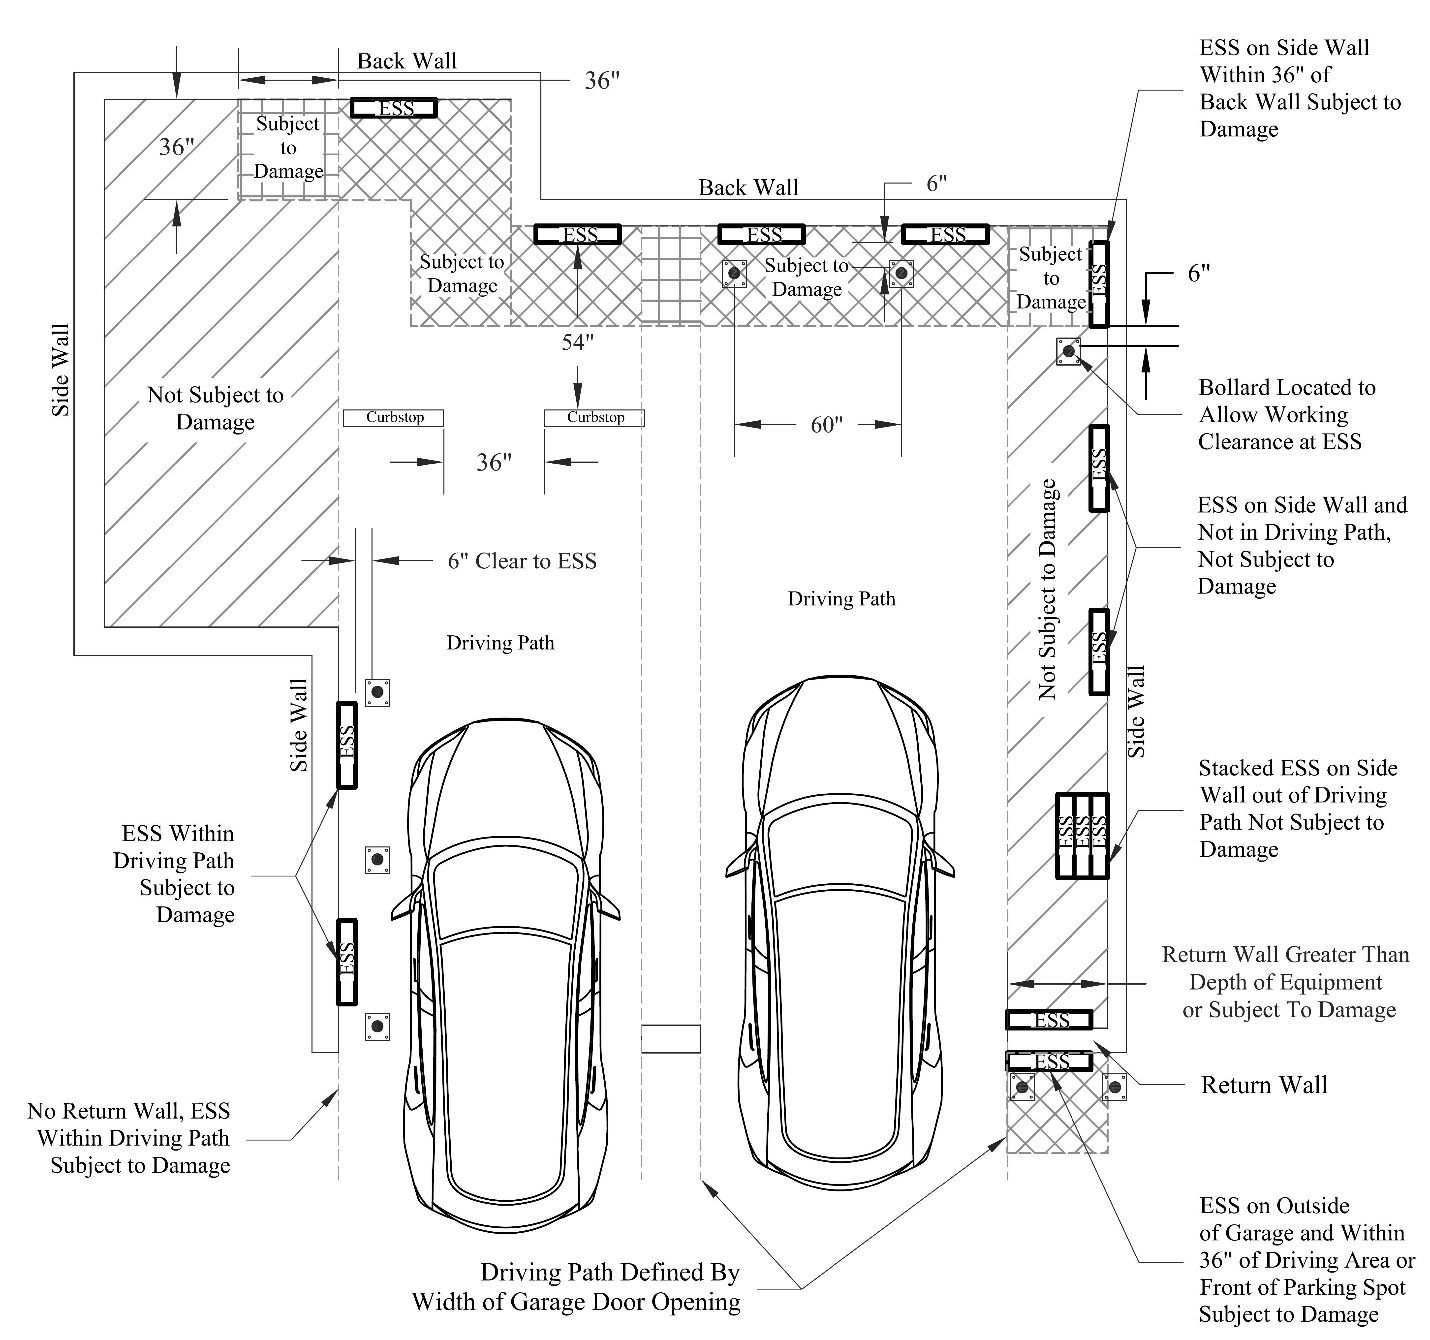 ESS on Side Wall
Within 36" of
Back Wall Subject to
Damage
Back Wall
36"
ESS
Subject
to
Damage
36"
Back Wall
6"
ESS
ESS
ESS
Subject to
Damage
Subject to
Damage
Subject
to
Damage
ESS
6"
54"
Side Wall
Not Subject to
Damage
Curbstop
Curbstop
36"
60"
Bollard Located to
Allow Working
Clearance at ESS
ESS
Not Subject to Damage
ESS on Side Wall and
Not in Driving Path,
Not Subject to
Damage
6" Clear to ESS
Driving Path
Driving Path
ESS
Side Wall
Side Wall
ESS
Stacked ESS on Side
Wall out of Driving
Path Not Subject to
Damage
ESS
ESS
ESS
ESS Within
Driving Path
Subject to
Damage
ESS
Return Wall Greater Than
Depth of Equipment
or Subject To Damage
ESS
ESS
Return Wall
No Return Wall, ESS
Within Driving Path
Subject to Damage
ESS on Outside
of Garage and Within
36" of Driving Area or
Front of Parking Spot
Subject to Damage
Driving Path Defined By
Width of Garage Door Opening